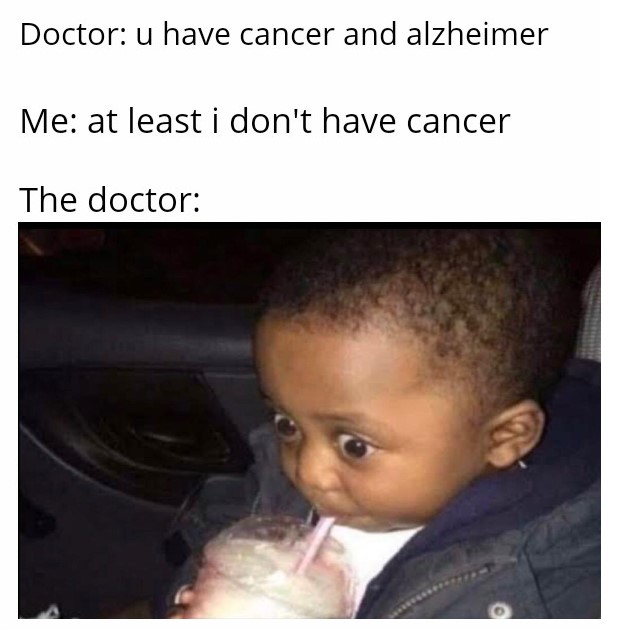 Doctor: u have cancer and alzheimer
Me: at least i don't have cancer
The doctor: